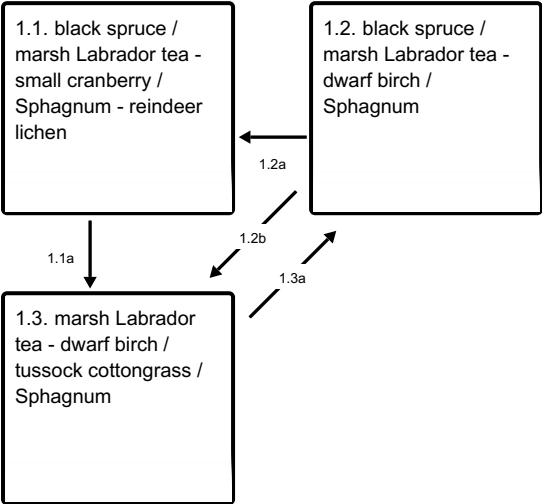 1.1. black spruce /
marsh Labrador tea -
small cranberry /
Sphagnum - reindeer
lichen
1.2. black spruce /
marsh Labrador tea -
dwarf birch /
Sphagnum
1.2a
1.2b
1.1a
1.3a
1.3. marsh Labrador
tea - dwarf birch /
tussock cottongrass /
Sphagnum